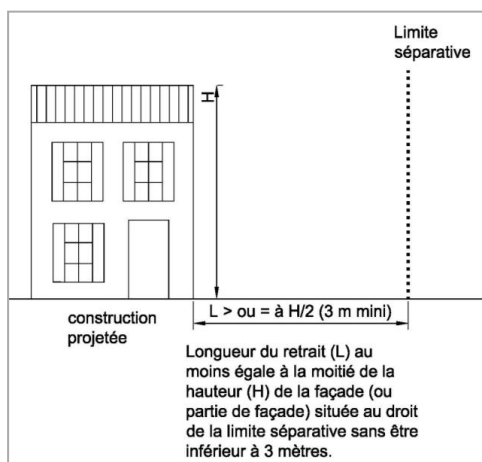 Limite
séparative
H
L > ou = à H/2 (3 m mini)
construction
projetée
Longueur du retrait (L) au
moins égale à la moitié de la
hauteur (H) de la façade (ou
partie de façade) située au droit
de la limite séparative sans être
inférieur à 3 mètres.